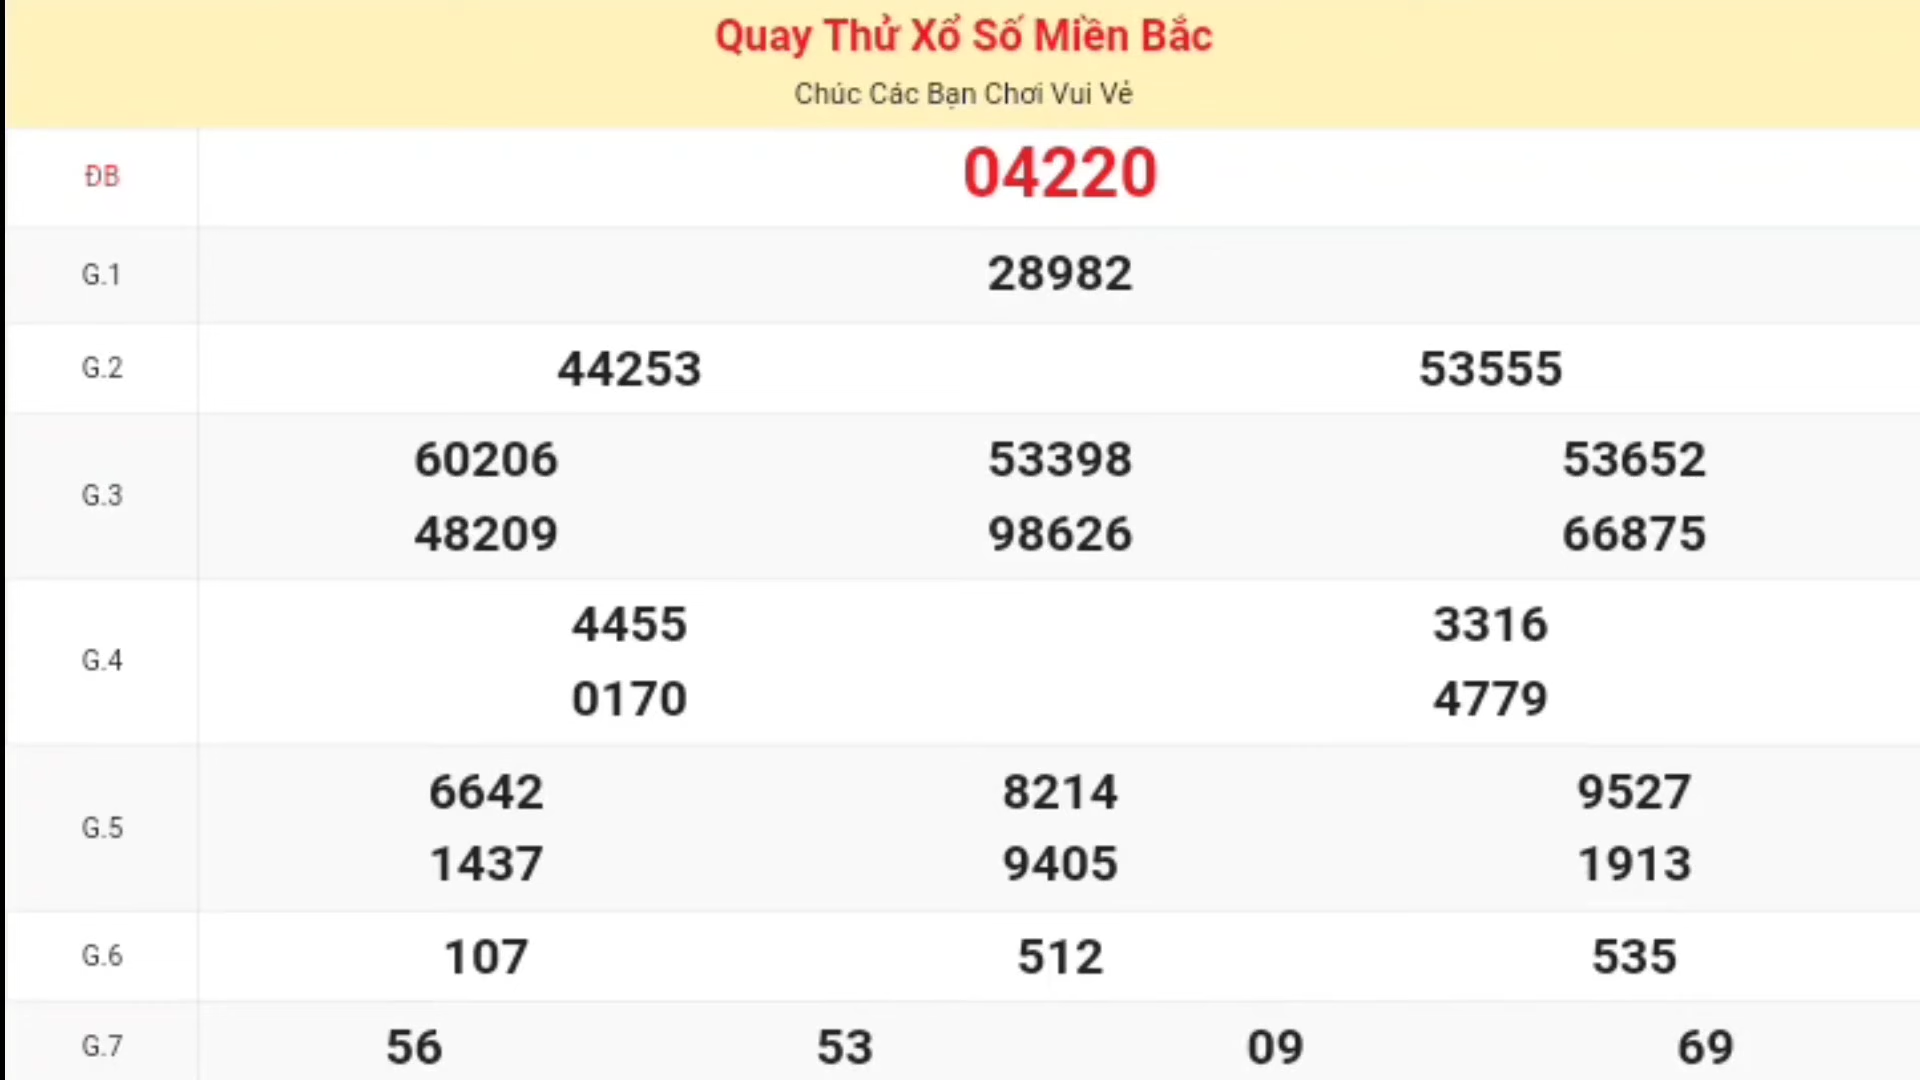 Quay Thử Xổ Số Miền Bắc
Chúc Các Bạn Chơi Vui Vẻ
ĐB 04220
G.1 28982
G.2 44253 53555
G.3 60206 53398 53652
48209 98626 66875
G.4 4455 3316
0170 4779
G.5 6642 8214 9527
1437 9405 1913
G.6 107 512 535
G.7 56 53 09 69